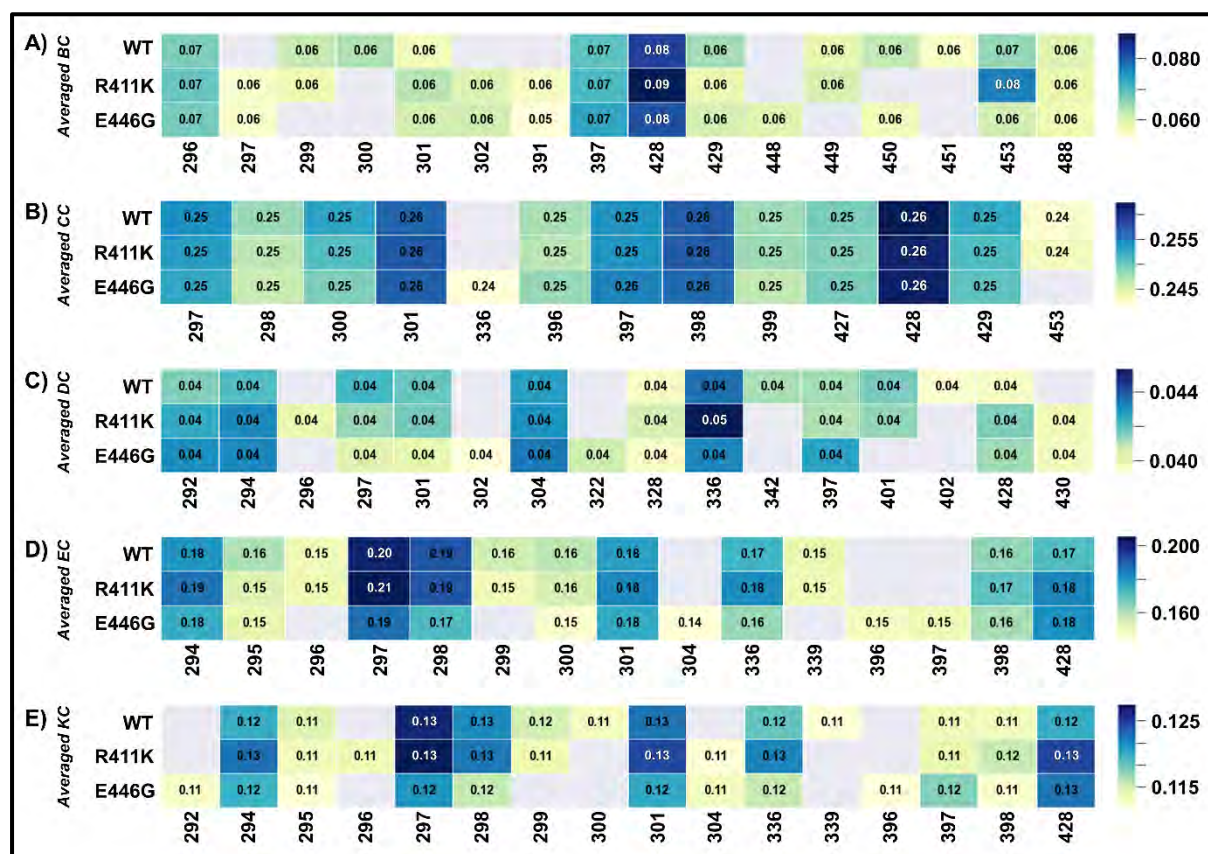 A) Averaged BC
WT 0.07 0.06 0.06 0.06 0.07 0.08 0.06 0.06 0.06 0.06 0.07 0.06
R411K 0.07 0.06 0.06 0.06 0.06 0.06 0.07 0.09 0.06 0.06 0.08 0.06
E446G 0.07 0.06 0.06 0.06 0.05 0.07 0.08 0.06 0.06 0.06 0.06 0.06
296 297 299 300 301 302 391 397 428 429 448 449 450 451 453 488
0.080
0.060
B) Averaged CC
WT 0.25 0.25 0.25 0.26 0.25 0.25 0.26 0.25 0.25 0.26 0.25 0.24
R411K 0.25 0.25 0.25 0.26 0.25 0.25 0.26 0.25 0.25 0.26 0.25 0.24
E446G 0.25 0.25 0.25 0.26 0.24 0.25 0.26 0.26 0.25 0.25 0.26 0.25
297 298 300 301 336 396 397 398 399 427 428 429 453
0.255
0.245
C) Averaged DC
WT 0.04 0.04 0.04 0.04 0.04 0.04 0.04 0.04 0.04 0.04 0.04 0.04
R411K 0.04 0.04 0.04 0.04 0.04 0.04 0.04 0.05 0.04 0.04 0.04 0.04
E446G 0.04 0.04 0.04 0.04 0.04 0.04 0.04 0.04 0.04 0.04 0.04 0.04
292 294 296 297 301 302 304 322 328 336 342 397 401 402 428 430
0.044
0.040
D) Averaged EC
WT 0.18 0.16 0.15 0.20 0.19 0.16 0.16 0.18 0.17 0.15 0.16 0.17
R411K 0.19 0.15 0.15 0.21 0.19 0.15 0.16 0.18 0.18 0.15 0.17 0.18
E446G 0.18 0.15 0.19 0.17 0.15 0.18 0.14 0.16 0.15 0.15 0.16 0.18
294 295 296 297 298 299 300 301 304 336 339 396 397 398 428
0.200
0.160
E) Averaged KC
WT 0.12 0.11 0.13 0.13 0.12 0.11 0.13 0.12 0.11 0.11 0.11 0.12
R411K 0.13 0.11 0.11 0.13 0.13 0.11 0.13 0.11 0.13 0.11 0.12 0.13
E446G 0.11 0.12 0.11 0.12 0.12 0.12 0.11 0.11 0.11 0.12 0.11 0.13
292 294 295 296 297 298 299 300 301 304 336 339 396 397 398 428
0.125
0.115